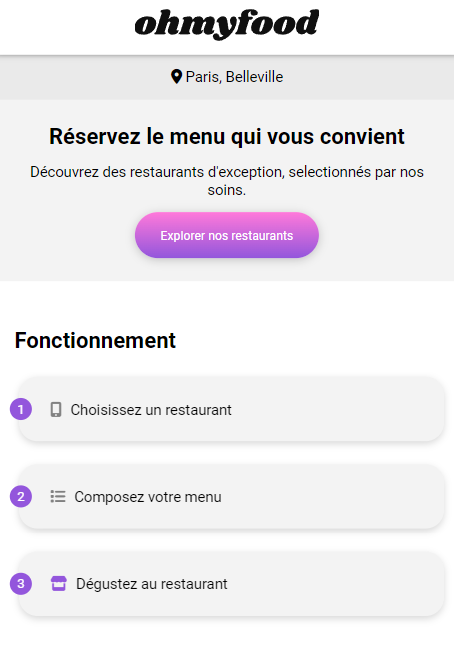 ohmyfood
Paris, Belleville
Réservez le menu qui vous convient
Découvrez des restaurants d'exception, selectionnés par nos
soins.
Explorer nos restaurants
Fonctionnement
1 Choisissez un restaurant
2 Composez votre menu
3 Dégustez au restaurant